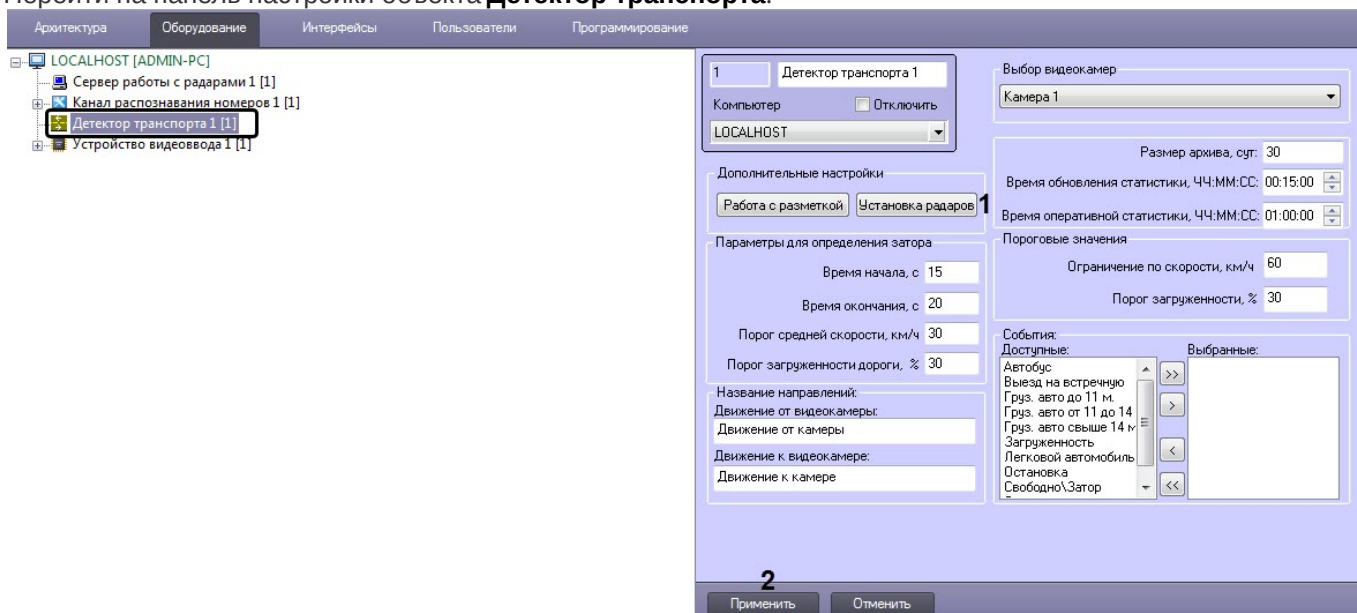 Перейти на панель настройки объекта Детектор транспорта.
Архитектура Оборудование Интерфейсы Пользователи Программирование
LOCALHOST [ADMIN-PC]
Сервер работы с радарами 1 [1]
Канал распознавания номеров 1 [1]
Детектор транспорта 1 [1]
Устройство видеоввода 1 [1]
1 Детектор транспорта 1
Компьютер Отключить
LOCALHOST
Дополнительные настройки
Работа с разметкой Установка радаров 1
Параметры для определения затора
Время начала, с 15
Время окончания, с 20
Порог средней скорости, км/ч 30
Порог загруженности дороги, % 30
Название направлений:
Движение от видеокамеры:
Движение от камеры
Движение к видеокамере:
Движение к камере
Выбор видеокамер
Камера 1
Размер архива, сут: 30
Время обновления статистики, ЧЧ:ММ:СС: 00:15:00
Время оперативной статистики, ЧЧ:ММ:СС: 01:00:00
Пороговые значения
Ограничение по скорости, км/ч 60
Порог загруженности, % 30
События:
Доступные: Выбранные:
Автобус
Выезд на встречную
Груз. авто до 11 м.
Груз. авто от 11 до 14
Груз. авто свыше 14 м
Загруженность
Легковой автомобиль
Остановка
Свободно\Затор
>>
>
<
<<
2
Применить Отменить